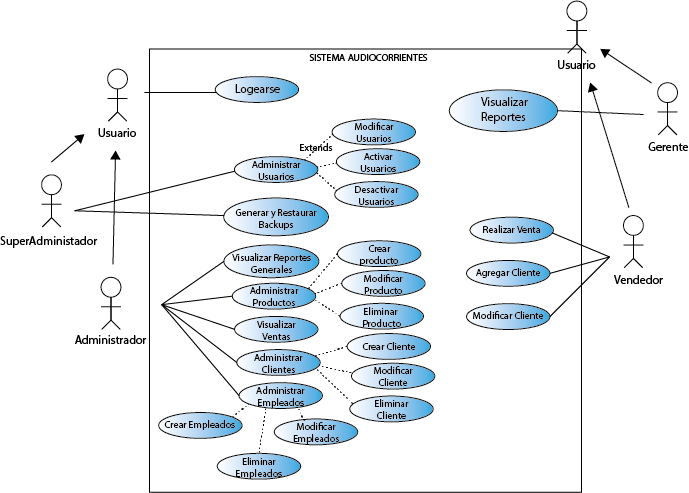 SISTEMA AUDIOCORRIENTES
Usuario
Usuario
Logearse
Visualizar
Reportes
Gerente
Modificar
Usuarios
Extends
Administrar
Usuarios
Activar
Usuarios
Desactivar
Usuarios
SuperAdministador
Generar y Restaurar
Backups
Realizar Venta
Agregar Cliente
Vendedor
Modificar Cliente
Visualizar Reportes
Generales
Crear
producto
Administrar
Productos
Modificar
Producto
Eliminar
Producto
Administrador
Visualizar
Ventas
Crear Cliente
Administrar
Clientes
Modificar
Cliente
Eliminar
Cliente
Administrar
Empleados
Crear Empleados
Modificar
Empleados
Eliminar
Empleados